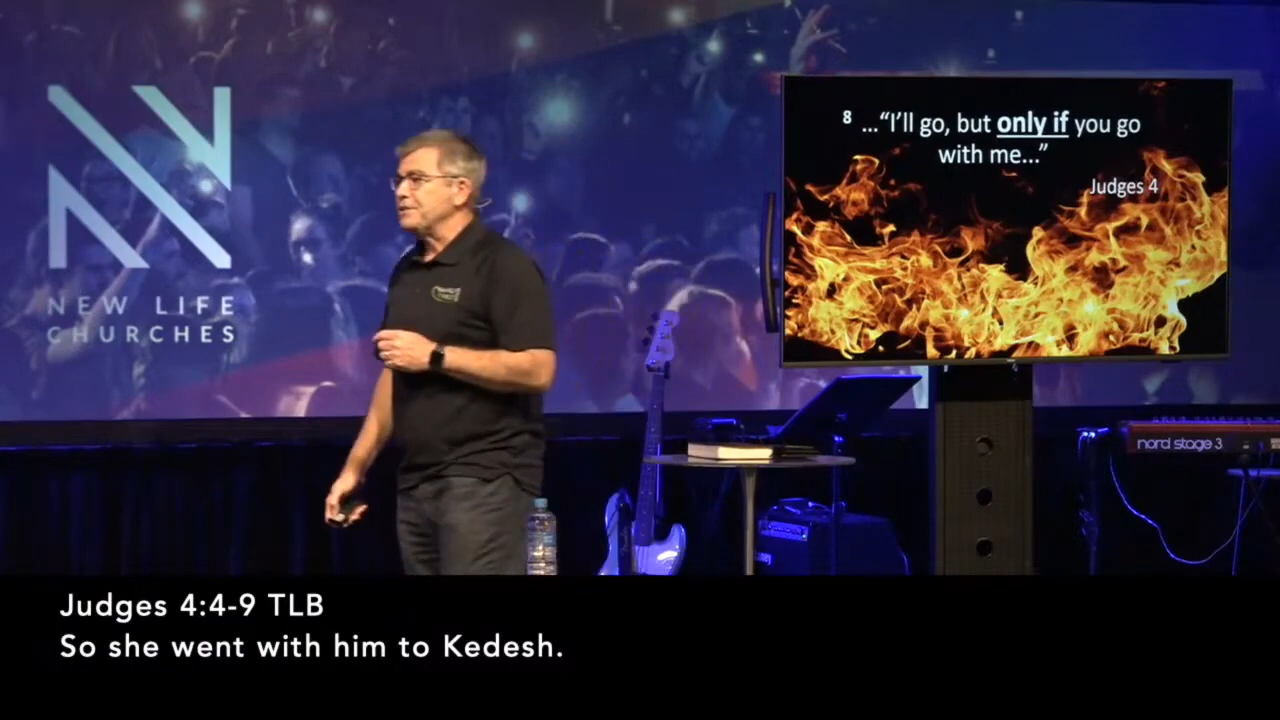 NEW LIFE
CHURCHES
8 ..."I'll go, but only if you go
with me..."
Judges 4
nord stage 3
Judges 4:4-9 TLB
So she went with him to Kedesh.